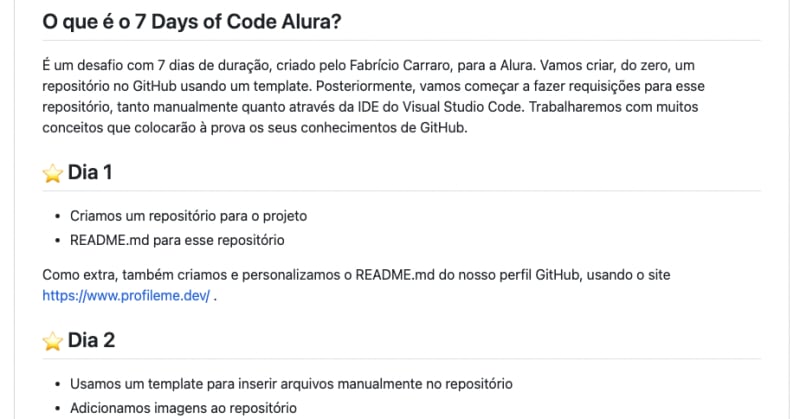 O que é o 7 Days of Code Alura?
É um desafio com 7 dias de duração, criado pelo Fabrício Carraro, para a Alura. Vamos criar, do zero, um
repositório no GitHub usando um template. Posteriormente, vamos começar a fazer requisições para esse
repositório, tanto manualmente quanto através da IDE do Visual Studio Code. Trabalharemos com muitos
conceitos que colocarão à prova os seus conhecimentos de GitHub.
⭐ Dia 1
• Criamos um repositório para o projeto
• README.md para esse repositório
Como extra, também criamos e personalizamos o README.md do nosso perfil GitHub, usando o site
https://www.profileme.dev/ .
⭐ Dia 2
• Usamos um template para inserir arquivos manualmente no repositório
• Adicionamos imagens ao repositório